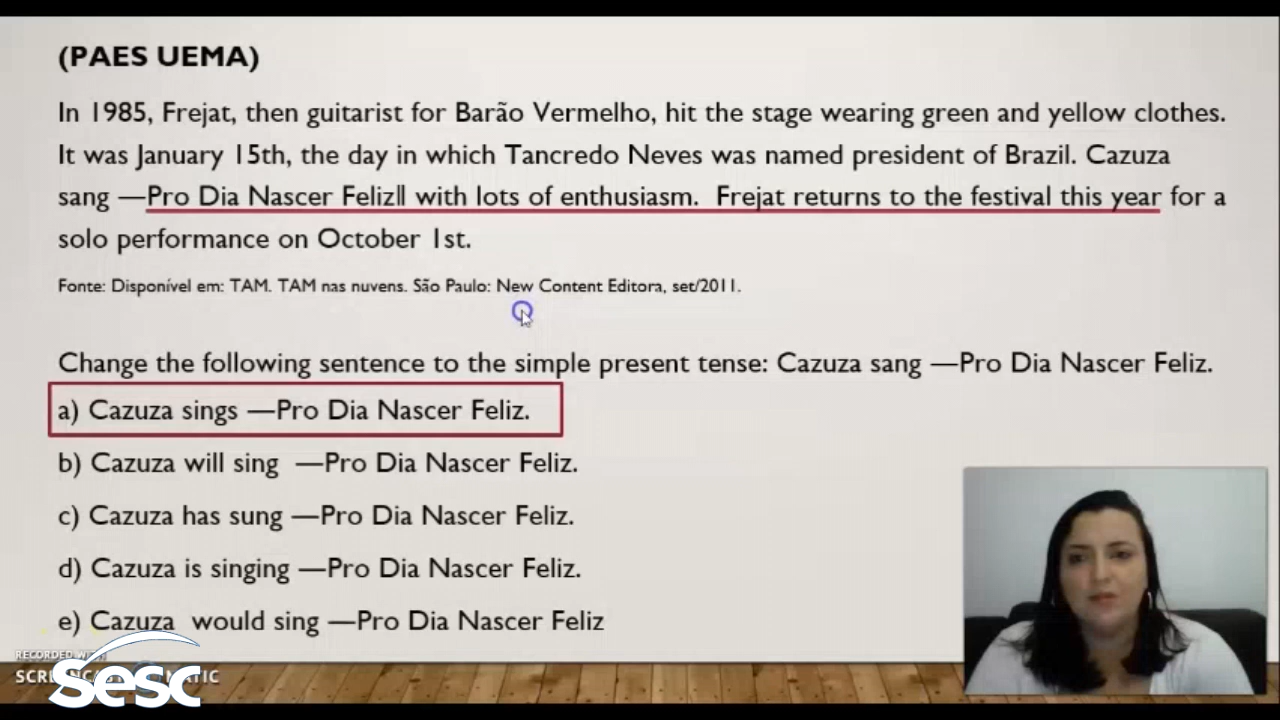 (PAES UEMA)
In 1985, Frejat, then guitarist for Barão Vermelho, hit the stage wearing green and yellow clothes.
It was January 15th, the day in which Tancredo Neves was named president of Brazil. Cazuza
sang ―Pro Dia Nascer Feliz‖ with lots of enthusiasm. Frejat returns to the festival this year for a
solo performance on October 1st.
Fonte: Disponível em: TAM. TAM nas nuvens. São Paulo: New Content Editora, set/2011.
Change the following sentence to the simple present tense: Cazuza sang ―Pro Dia Nascer Feliz.
a) Cazuza sings ―Pro Dia Nascer Feliz.
b) Cazuza will sing ―Pro Dia Nascer Feliz.
c) Cazuza has sung ―Pro Dia Nascer Feliz.
d) Cazuza is singing ―Pro Dia Nascer Feliz.
e) Cazuza would sing ―Pro Dia Nascer Feliz
RECORDED WITH
Sesc